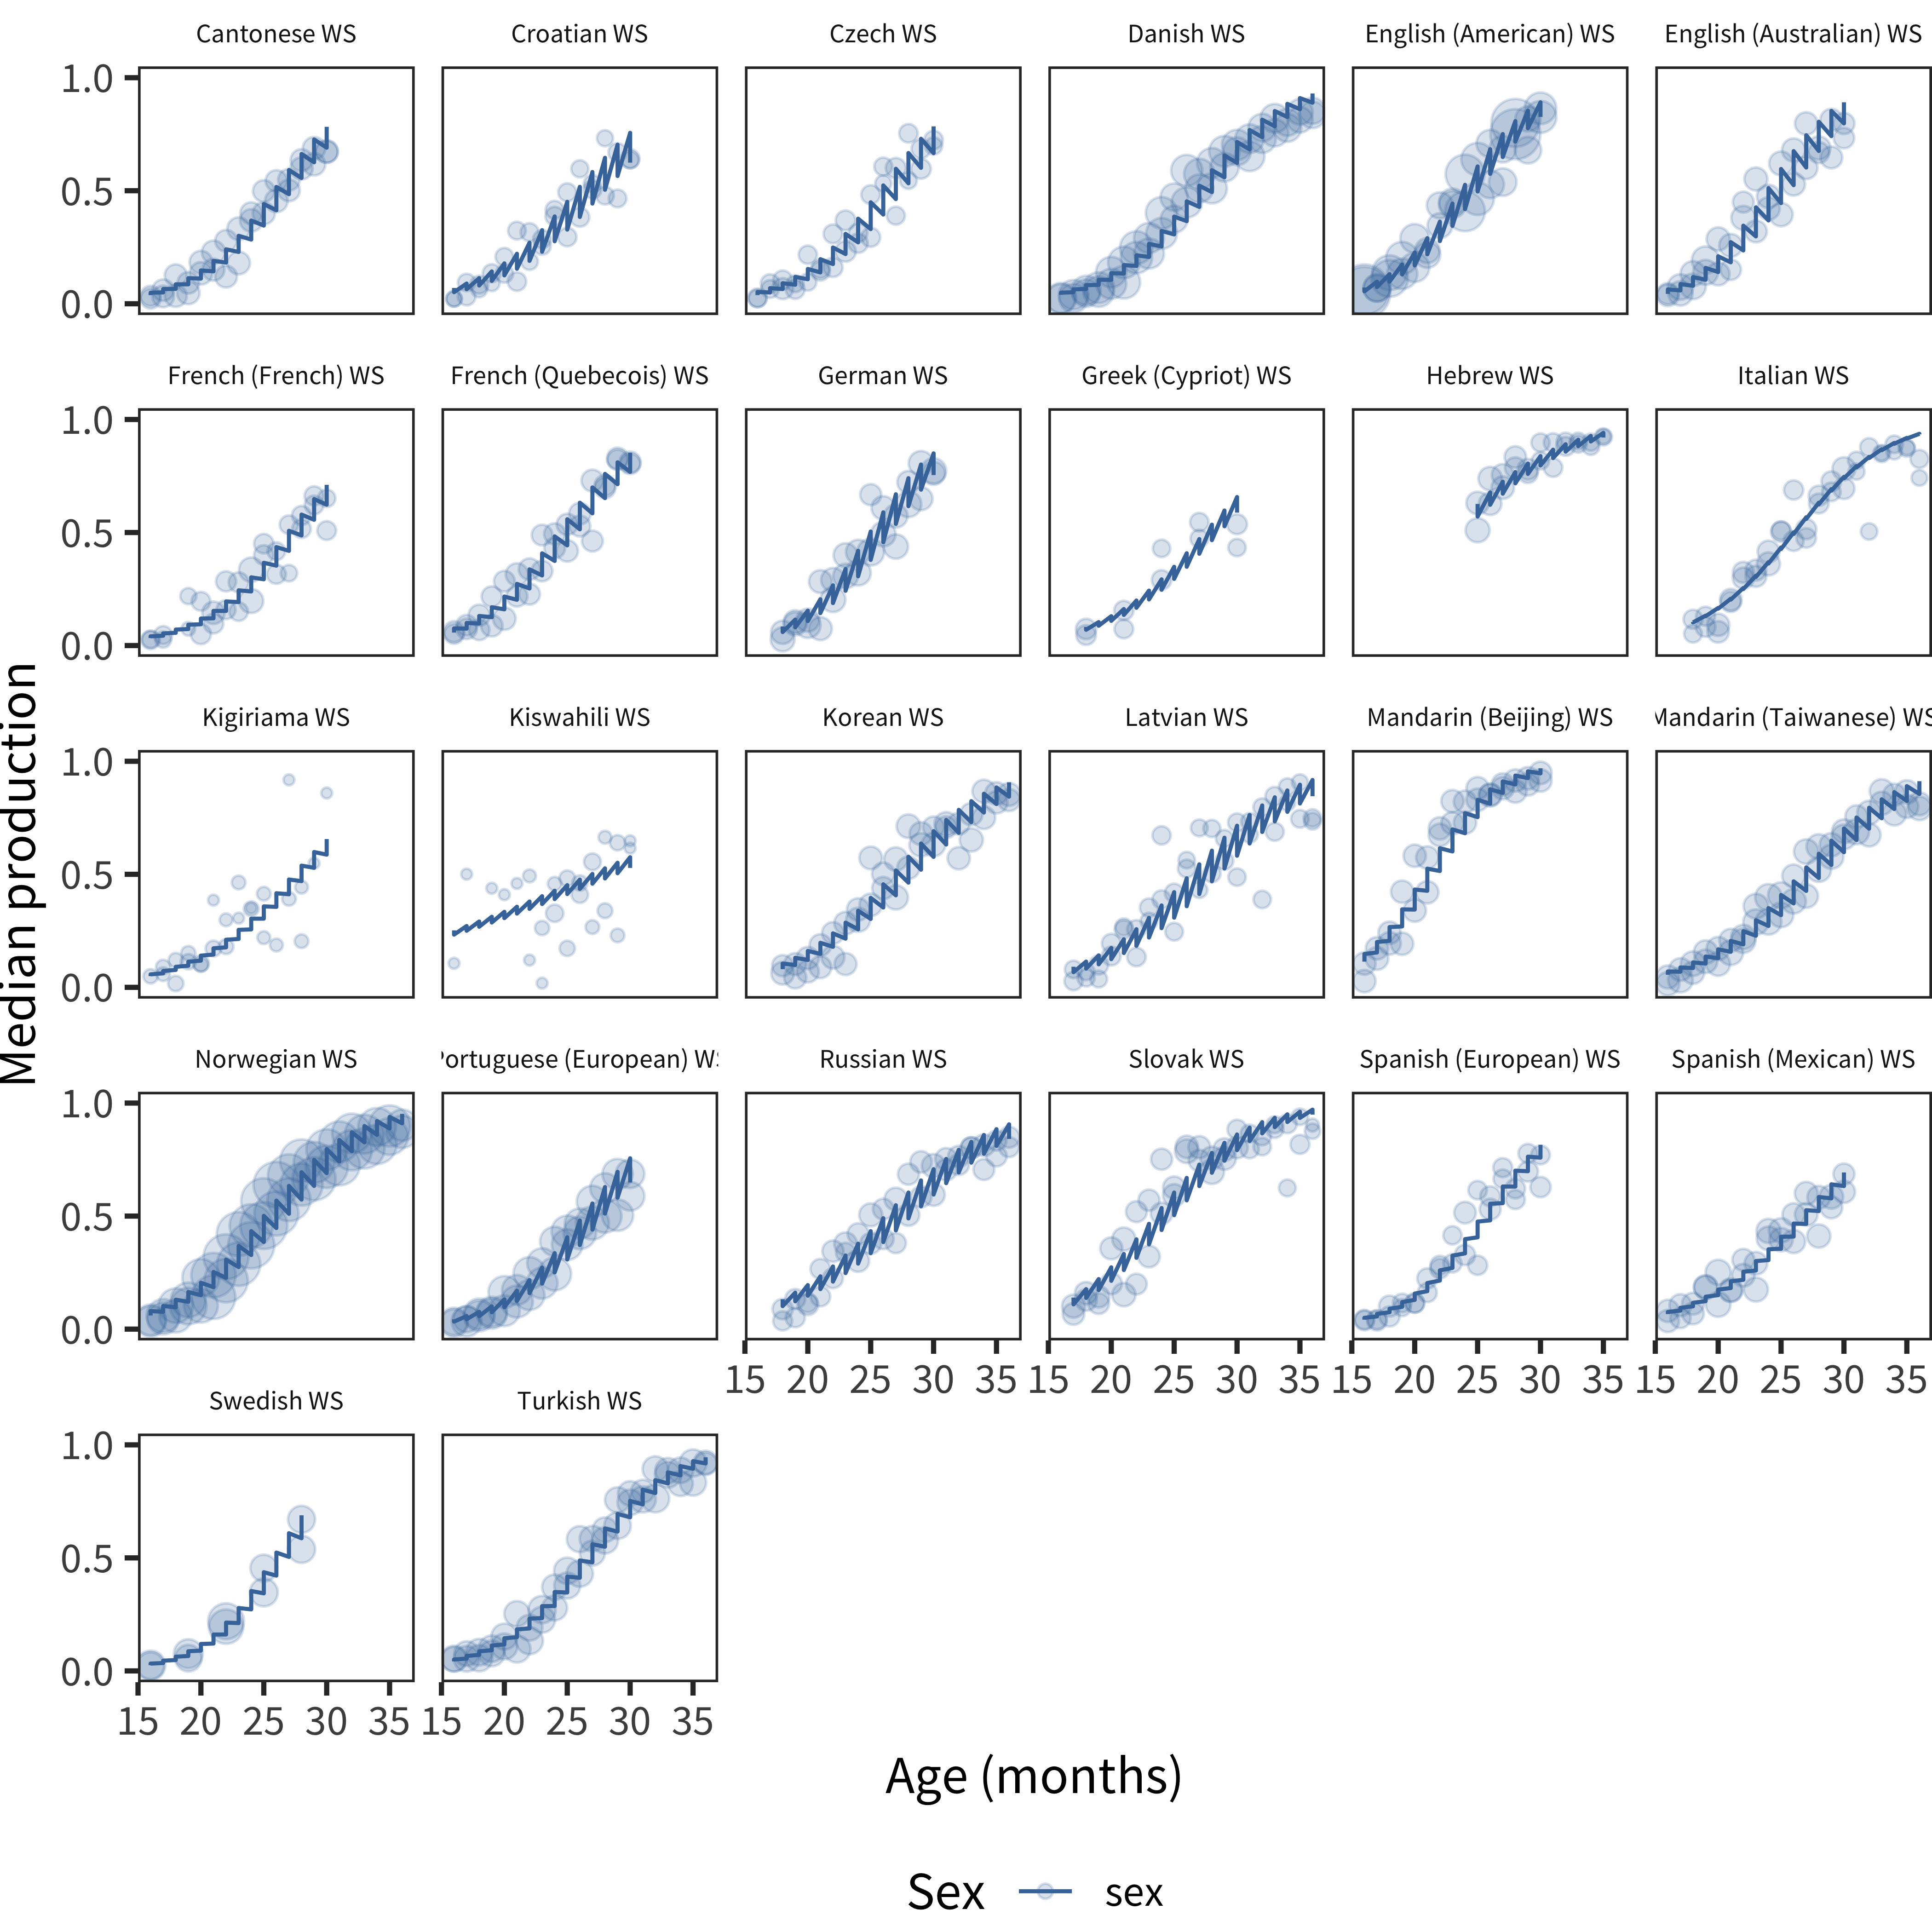 Cantonese WS
Croatian WS
Czech WS
Danish WS
English (American) WS
English (Australian) WS
1.0
0.5
0.0
French (French) WS
French (Quebecois) WS
German WS
Greek (Cypriot) WS
Hebrew WS
Italian WS
1.0
0.5
0.0
Median production
Kigiriama WS
Kiswahili WS
Korean WS
Latvian WS
Mandarin (Beijing) WS
Mandarin (Taiwanese) WS
1.0
0.5
0.0
Norwegian WS
Portuguese (European) WS
Russian WS
Slovak WS
Spanish (European) WS
Spanish (Mexican) WS
1.0
0.5
0.0
15 20 25 30 35
15 20 25 30 35
15 20 25 30 35
15 20 25 30 35
Swedish WS
Turkish WS
1.0
0.5
0.0
15 20 25 30 35
15 20 25 30 35
Age (months)
Sex sex